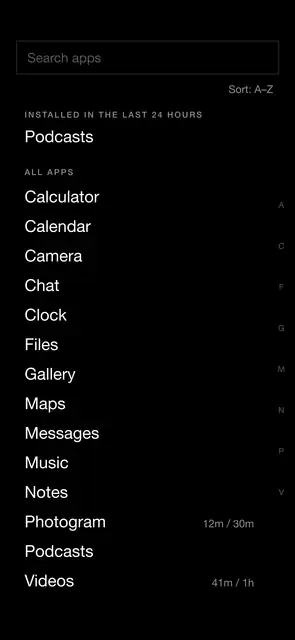 Search apps
Sort: A–Z
INSTALLED IN THE LAST 24 HOURS
Podcasts
ALL APPS
Calculator
A
Calendar
C
Camera
Chat
F
Clock
G
Files
Gallery
M
Maps
N
Messages
Music
P
Notes
V
Photogram 12m / 30m
Podcasts
Videos 41m / 1h